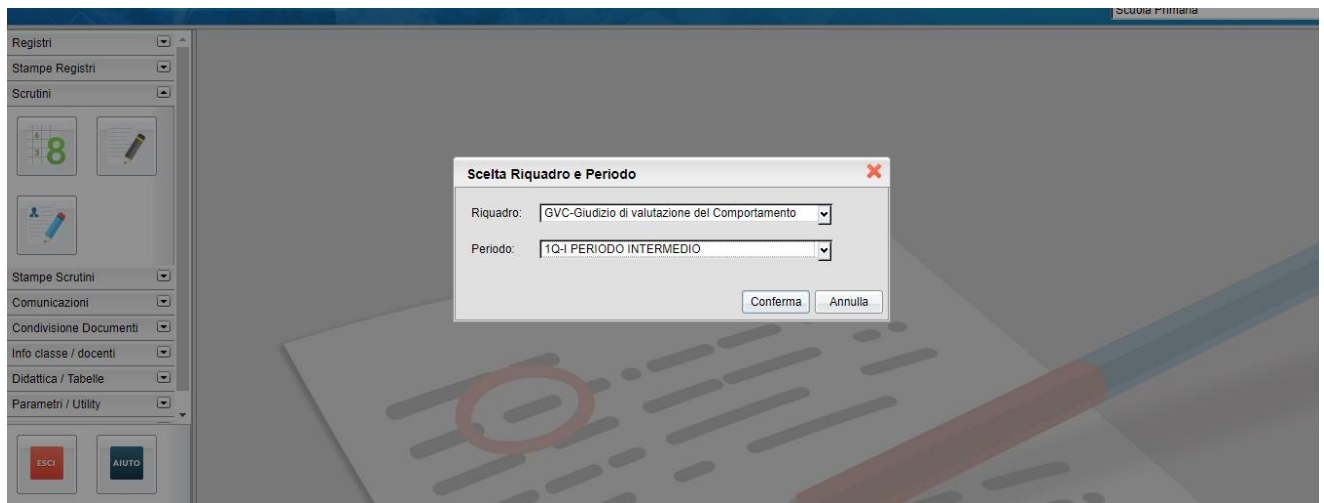 Scuola Primaria
Registri
Stampe Registri
Scrutini
8
Stampe Scrutini
Comunicazioni
Condivisione Documenti
Info classe / docenti
Didattica / Tabelle
Parametri / Utility
ESCI
AIUTO
Scelta Riquadro e Periodo
Riquadro: GVC-Giudizio di valutazione del Comportamento
Periodo: 1Q-I PERIODO INTERMEDIO
Conferma Annulla